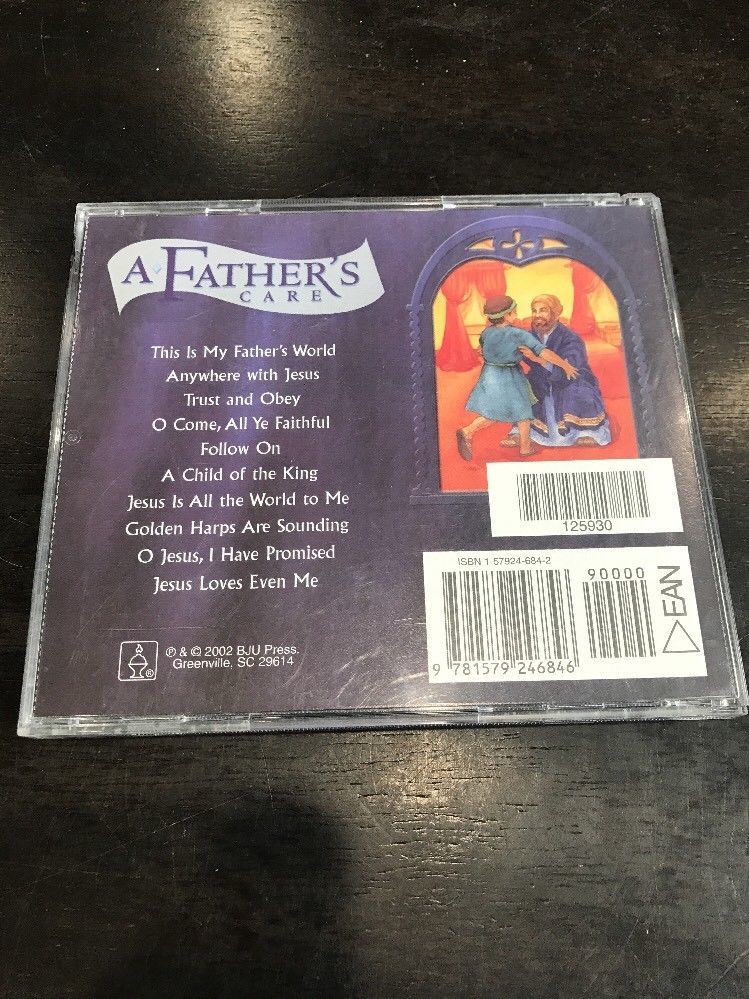 A FATHER'S
CARE
This Is My Father's World
Anywhere with Jesus
Trust and Obey
O Come, All Ye Faithful
Follow On
A Child of the King
Jesus Is All the World to Me
Golden Harps Are Sounding
O Jesus, I Have Promised
Jesus Loves Even Me
℗ & © 2002 BJU Press.
Greenville, SC 29614
®
125930
ISBN 1-57924-684-2
90000
EAN
9 781579 246846